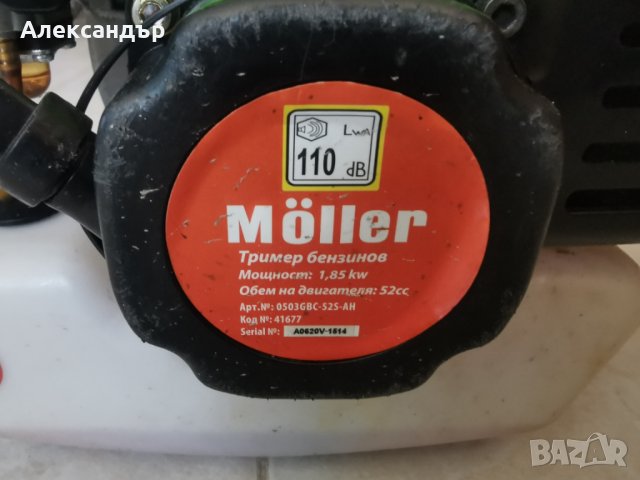 Александър
LwA
110 dB
Möller
Тример бензинов
Мощност: 1,85 kw
Обем на двигателя: 52cc
Арт.№: 0503GBC-52S-AH
Код №: 41677
Serial №: A0620V-1514
BAZAR